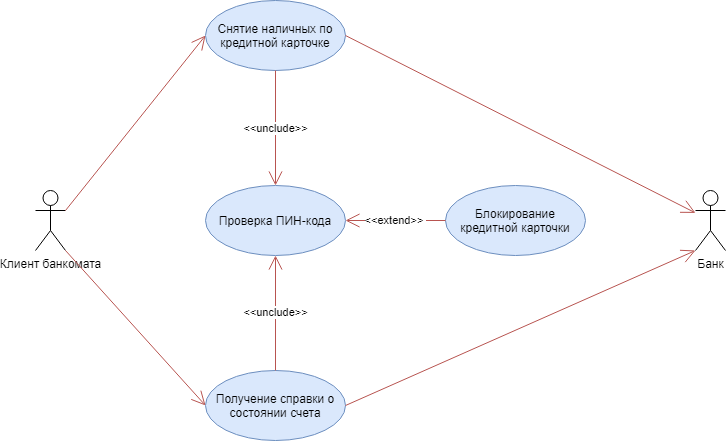 Снятие наличных по
кредитной карточке
<<unclude>>
Проверка ПИН-кода
<<extend>>
Блокирование
кредитной карточки
Клиент банкомата
Банк
<<unclude>>
Получение справки о
состоянии счета